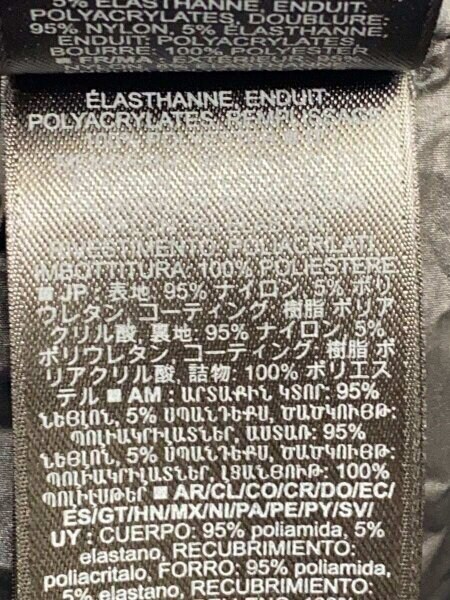 5% ÉLASTHANNE, ENDUIT:
POLYACRYLATES, DOUBLURE:
95% NYLON, 5% ÉLASTHANNE,
ENDUIT POLYACRYLATES,
BOURRE: 100% POLYESTER
■ FR/MA: EXTÉRIEUR: 95%
ÉLASTHANNE, ENDUIT
POLYACRYLATES, REMPLISSAGE
RIVESTIMENTO: POLIACRILATI,
IMBOTTITURA: 100% POLIESTERE
■ JP: 表地: 95% ナイロン, 5% ポリ
ウレタン, コーティング, 樹脂 ポリア
クリル酸, 裏地: 95% ナイロン, 5%
ポリウレタン, コーティング, 樹脂 ポ
リアクリル酸, 詰物: 100% ポリエス
テル ■ AM : ԱՐՏԱՔԻՆ ԿՏՈՐ: 95%
ՆԵՅԼՈՆ, 5% ՍՊԱՆԴԵՔՍ, ԾԱԾԿՈՒՅԹ:
ՊՈԼԻԱԿՐԻԼԱՏՆԵՐ, ԱՍՏԱՌ: 95%
ՆԵՅԼՈՆ, 5% ՍՊԱՆԴԵՔՍ, ԾԱԾԿՈՒՅԹ:
ՊՈԼԻԱԿՐԻԼԱՏՆԵՐ, ԼՑԱՆՅՈՒԹ: 100%
ՊՈԼԻԷՍԹԵՐ ■ AR/CL/CO/CR/DO/EC/
ES/GT/HN/MX/NI/PA/PE/PY/SV/
UY : CUERPO: 95% poliamida, 5%
elastano, RECUBRIMIENTO:
poliacritalo, FORRO: 95% poliamida,
5% elastano, RECUBRIMIENTO: